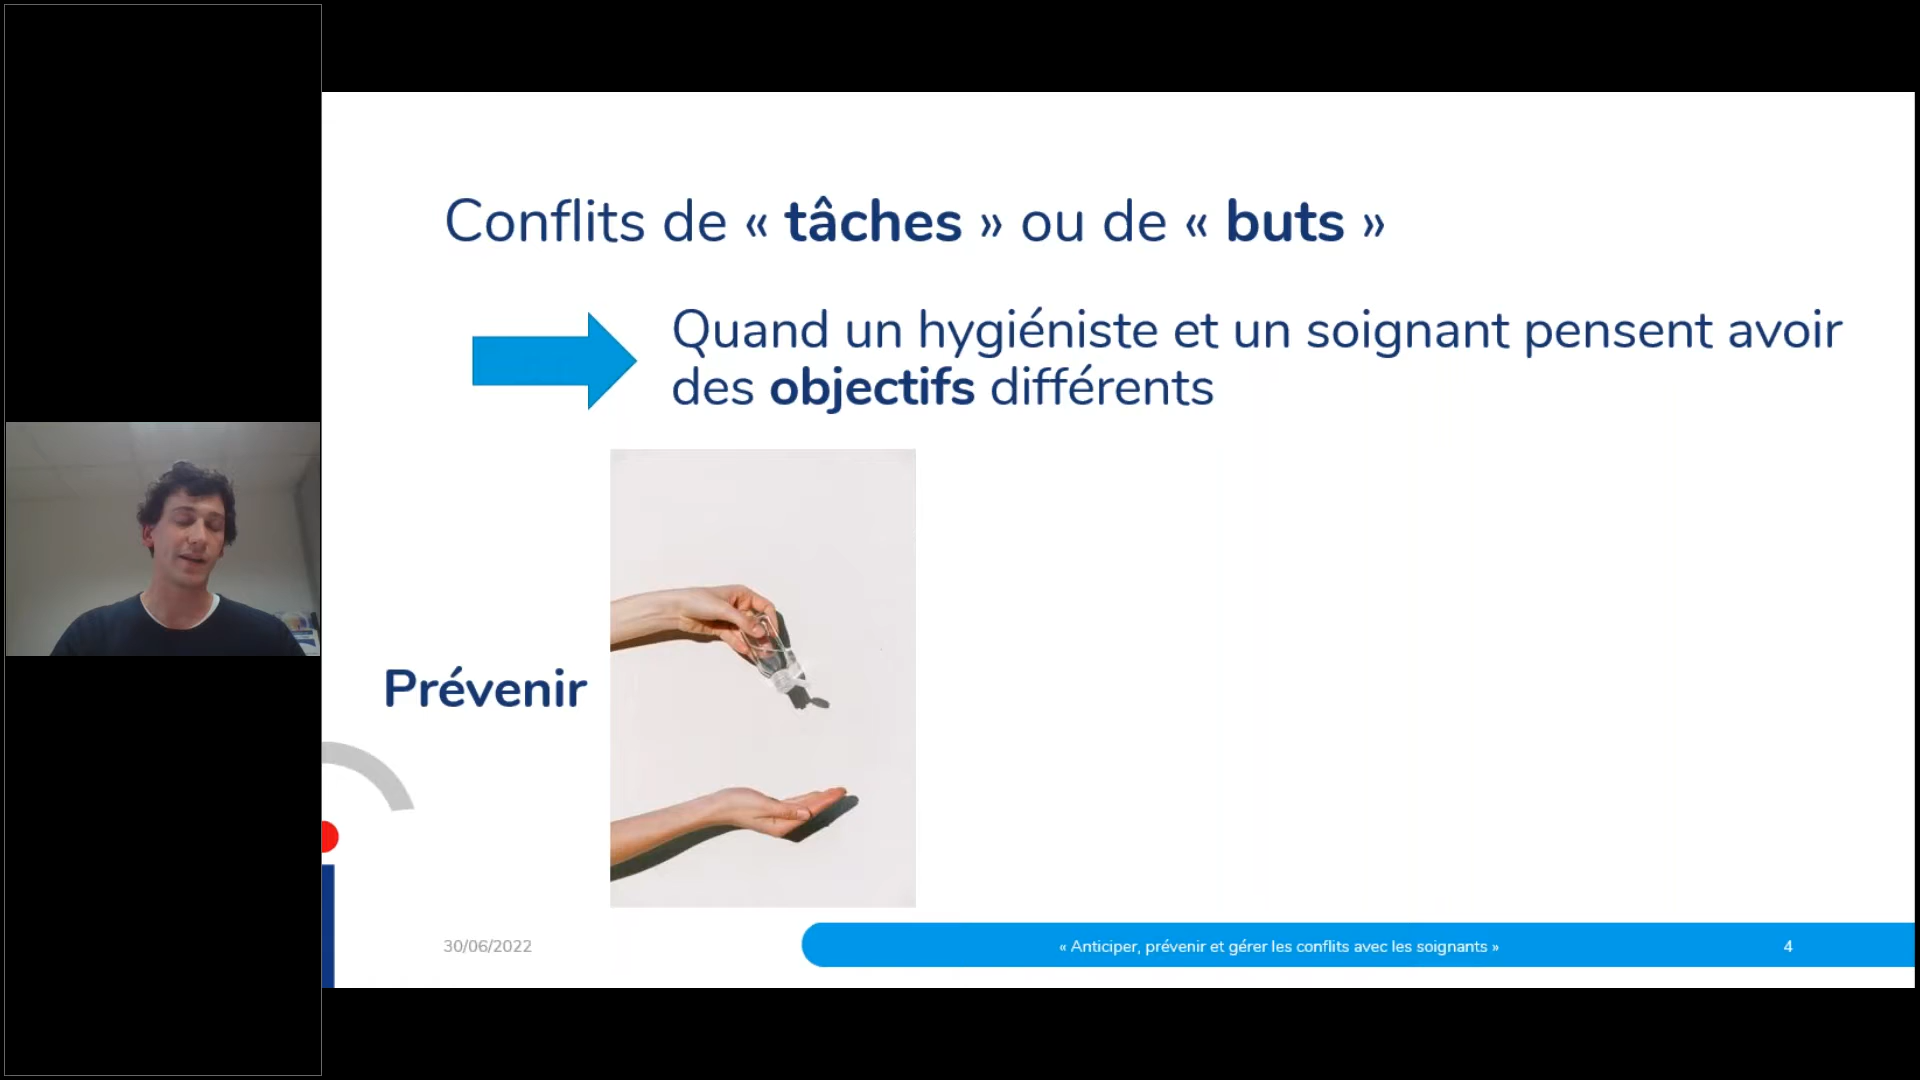 Conflits de « tâches » ou de « buts »
Quand un hygiéniste et un soignant pensent avoir
des objectifs différents
Prévenir
30/06/2022
« Anticiper, prévenir et gérer les conflits avec les soignants »
4